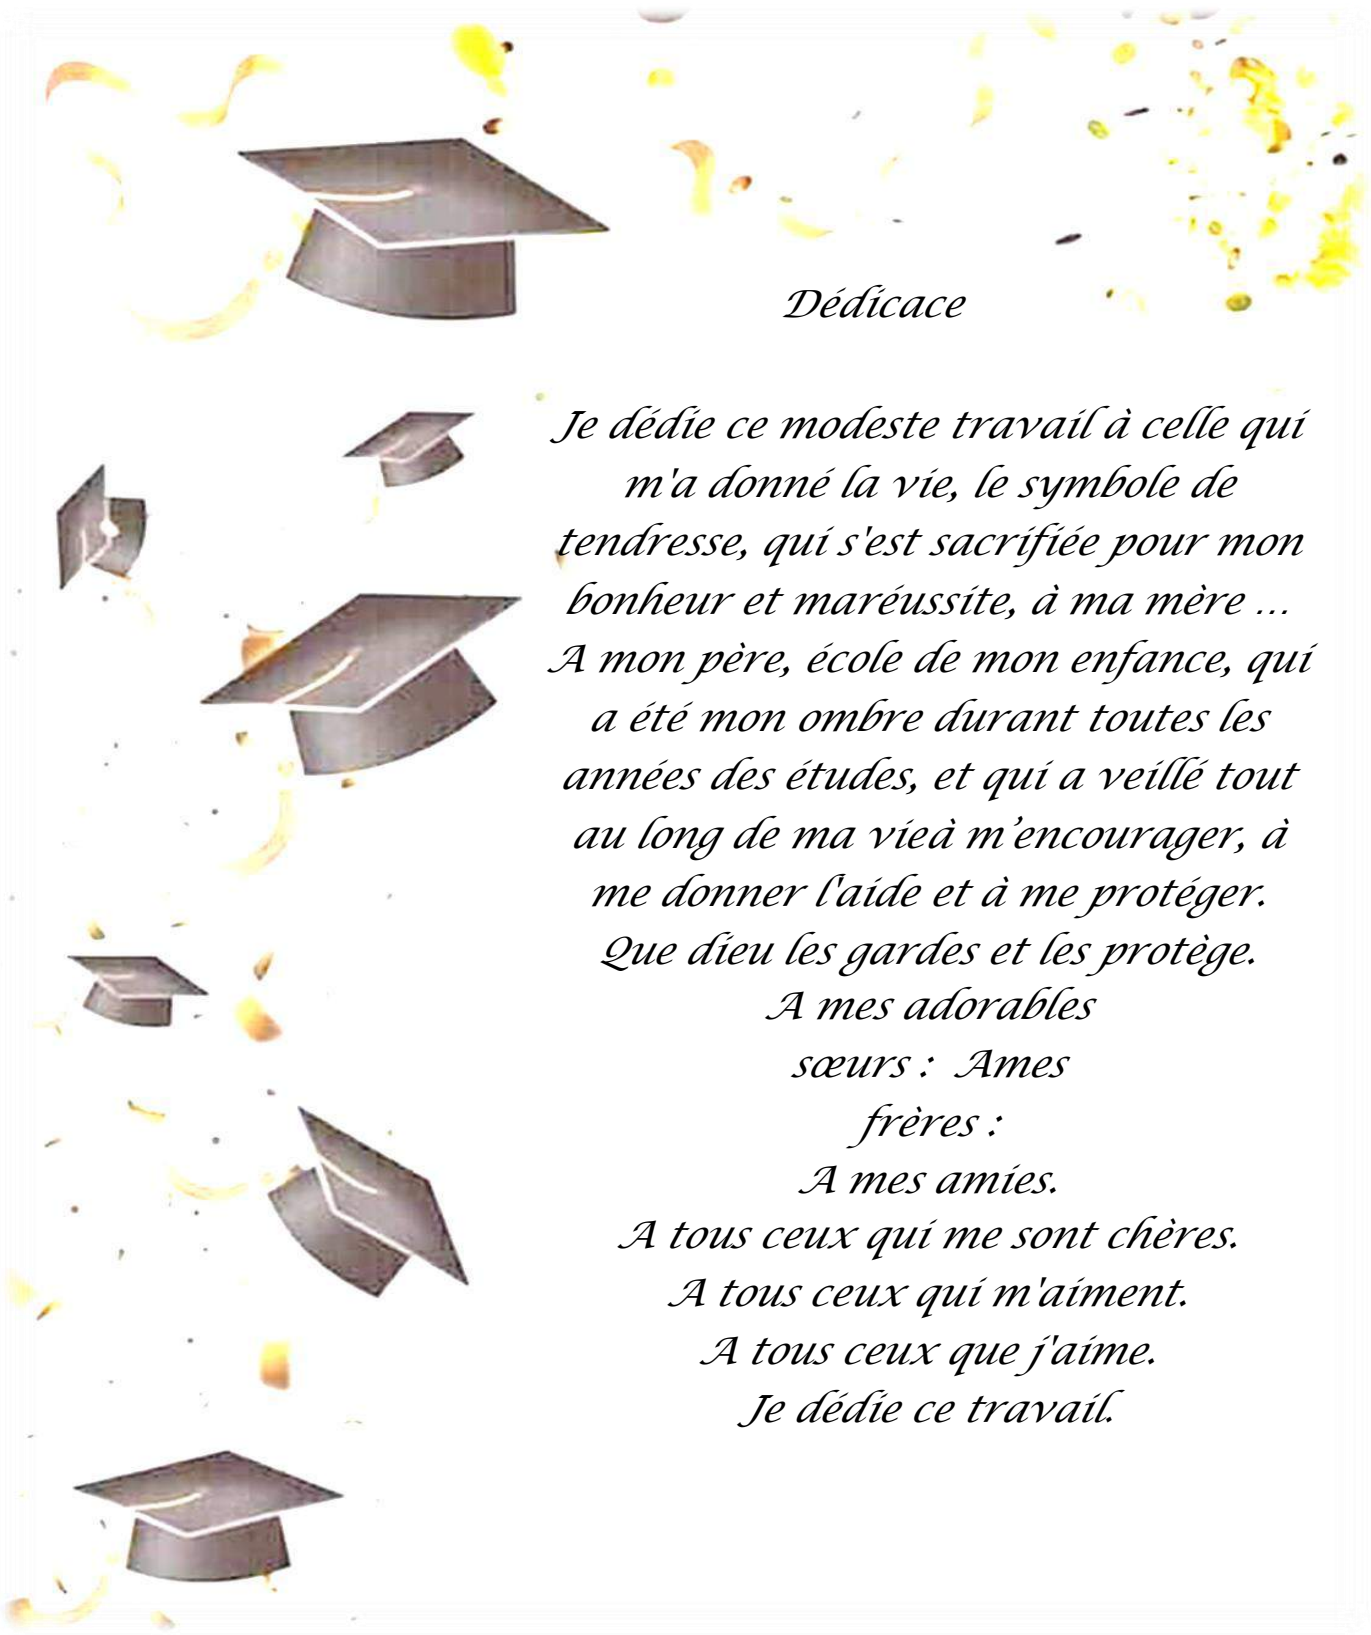 Dédicace
Je dédie ce modeste travail à celle qui
m'a donné la vie, le symbole de
tendresse, qui s'est sacrifiée pour mon
bonheur et maréussite, à ma mère ...
A mon père, école de mon enfance, qui
a été mon ombre durant toutes les
années des études, et qui a veillé tout
au long de ma vieà m’encourager, à
me donner l'aide et à me protéger.
Que dieu les gardes et les protège.
A mes adorables
sœurs : Ames
frères :
A mes amies.
A tous ceux qui me sont chères.
A tous ceux qui m'aiment.
A tous ceux que j'aime.
Je dédie ce travail.